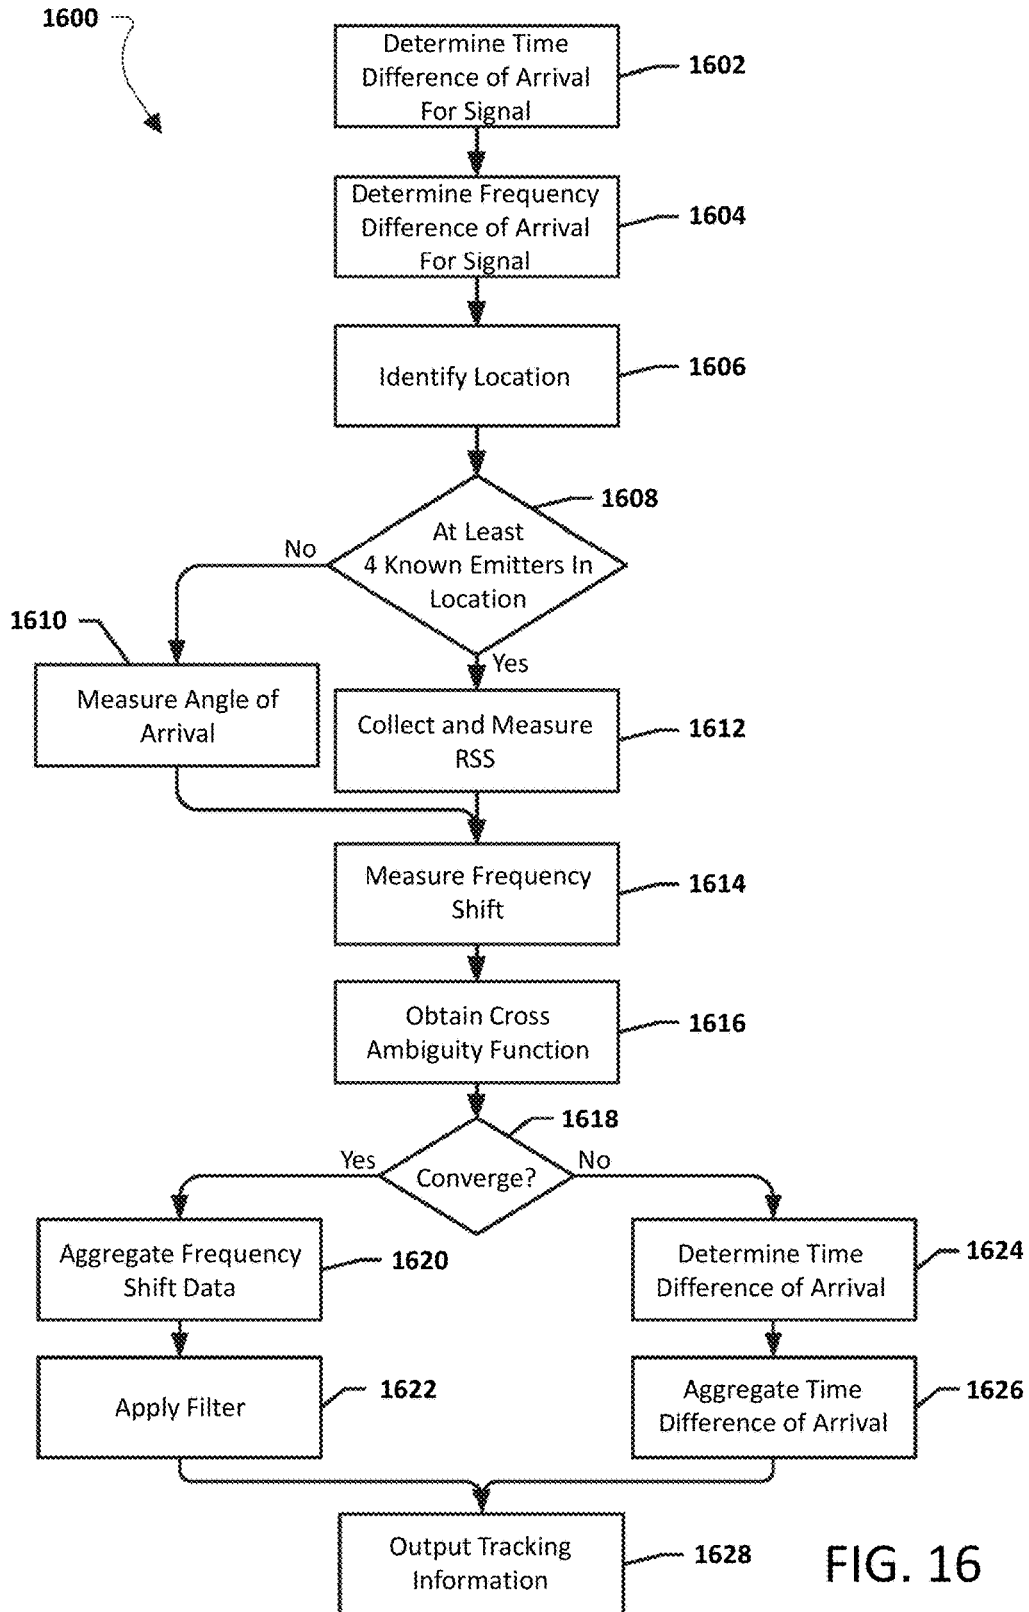 1600
Determine Time
Difference of Arrival
For Signal
1602
Determine Frequency
Difference of Arrival
For Signal
1604
Identify Location
1606
1608
At Least
4 Known Emitters In
Location
No
Yes
1610
Measure Angle of
Arrival
Collect and Measure
RSS
1612
Measure Frequency
Shift
1614
Obtain Cross
Ambiguity Function
1616
1618
Converge?
Yes
No
Aggregate Frequency
Shift Data
1620
Determine Time
Difference of Arrival
1624
Apply Filter
1622
Aggregate Time
Difference of Arrival
1626
Output Tracking
Information
1628
FIG. 16